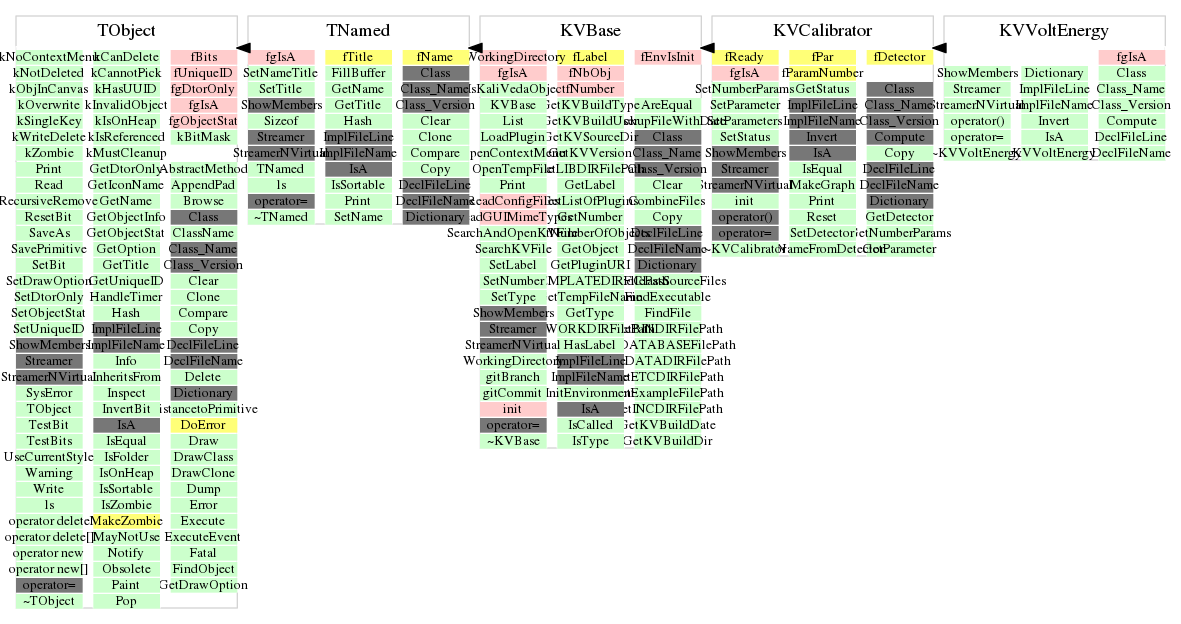 TObject
kNoContextMenu
kNotDeleted
kObjInCanvas
kOverwrite
kSingleKey
kWriteDelete
kZombie
Print
Read
RecursiveRemove
ResetBit
SaveAs
SavePrimitive
SetBit
SetDrawOption
SetDtorOnly
SetObjectStat
SetUniqueID
ShowMembers
Streamer
StreamerNVirtual
SysError
TObject
TestBit
TestBits
UseCurrentStyle
Warning
Write
ls
operator delete
operator delete[]
operator new
operator new[]
operator=
~TObject
kCanDelete
kCannotPick
kHasUUID
kInvalidObject
kIsOnHeap
kIsReferenced
kMustCleanup
GetDtorOnly
GetIconName
GetName
GetObjectInfo
GetObjectStat
GetOption
GetTitle
GetUniqueID
HandleTimer
Hash
ImplFileLine
ImplFileName
Info
InheritsFrom
Inspect
InvertBit
IsA
IsEqual
IsFolder
IsOnHeap
IsSortable
IsZombie
MakeZombie
MayNotUse
Notify
Obsolete
Paint
Pop
fBits
fUniqueID
fgDtorOnly
fgIsA
fgObjectStat
kBitMask
AbstractMethod
AppendPad
Browse
Class
ClassName
Class_Name
Class_Version
Clear
Clone
Compare
Copy
DeclFileLine
DeclFileName
Delete
Dictionary
istancetoPrimitive
DoError
Draw
DrawClass
DrawClone
Dump
Error
Execute
ExecuteEvent
Fatal
FindObject
GetDrawOption
TNamed
fgIsA
SetNameTitle
SetTitle
ShowMembers
Sizeof
Streamer
StreamerNVirtual
TNamed
ls
operator=
~TNamed
fTitle
FillBuffer
GetName
GetTitle
Hash
ImplFileLine
ImplFileName
IsA
IsSortable
Print
SetName
fName
Class
Class_Name
Class_Version
Clear
Clone
Compare
Copy
DeclFileLine
DeclFileName
Dictionary
KVBase
WorkingDirectory
fgIsA
IsKaliVedaObject
KVBase
List
LoadPlugin
OpenContextMenu
OpenTempFile
Print
ReadConfigFiles
ReadGUIMimeTypes
SearchAndOpenKVFile
SearchKVFile
SetLabel
SetNumber
SetType
ShowMembers
Streamer
StreamerNVirtual
WorkingDirectory
gitBranch
gitCommit
init
operator=
~KVBase
fLabel
fNbObj
fNumber
GetKVBuildType
GetKVBuildUser
GetKVSourceDir
GetKVVersion
GetLIBDIRFilePath
GetLabel
GetListOfPlugins
GetNumber
GetNumberOfObjects
GetObject
GetPluginURI
GetTEMPLATEDIRFilePath
GetTempFileName
GetType
GetWORKDIRFilePath
HasLabel
ImplFileLine
ImplFileName
InitEnvironment
IsA
IsCalled
IsType
fEnvIsInit
AreEqual
BackupFileWithDate
Class
Class_Name
Class_Version
Clear
CombineFiles
Copy
DeclFileLine
DeclFileName
Dictionary
FindClassSourceFiles
FindExecutable
FindFile
GetBINDIRFilePath
GetDATABASEFilePath
GetDATADIRFilePath
GetETCDIRFilePath
GetExampleFilePath
GetINCDIRFilePath
GetKVBuildDate
GetKVBuildDir
KVCalibrator
fReady
fgIsA
SetNumberParams
SetParameter
SetParameters
SetStatus
ShowMembers
Streamer
StreamerNVirtual
init
operator()
operator=
~KVCalibrator
fPar
fParamNumber
GetStatus
ImplFileLine
ImplFileName
Invert
IsA
IsEqual
MakeGraph
Print
Reset
SetDetector
SetNameFromDetector
fDetector
Class
Class_Name
Class_Version
Compute
Copy
DeclFileLine
DeclFileName
Dictionary
GetDetector
GetNumberParams
GetParameter
KVVoltEnergy
ShowMembers
Streamer
StreamerNVirtual
operator()
operator=
~KVVoltEnergy
Dictionary
ImplFileLine
ImplFileName
Invert
IsA
KVVoltEnergy
fgIsA
Class
Class_Name
Class_Version
Compute
DeclFileLine
DeclFileName